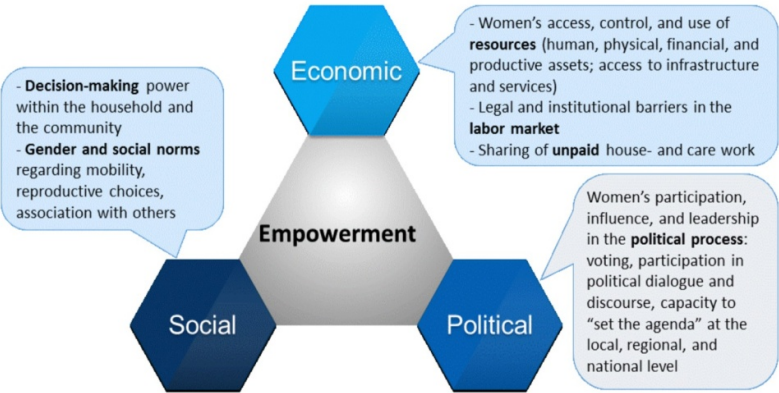 Economic
- Women’s access, control, and use of
resources (human, physical, financial, and
productive assets; access to infrastructure
and services)
- Legal and institutional barriers in the
labor market
- Sharing of unpaid house- and care work
- Decision-making power
within the household and
the community
- Gender and social norms
regarding mobility,
reproductive choices,
association with others
Empowerment
Social
Political
Women’s participation,
influence, and leadership
in the political process:
voting, participation in
political dialogue and
discourse, capacity to
“set the agenda” at the
local, regional, and
national level